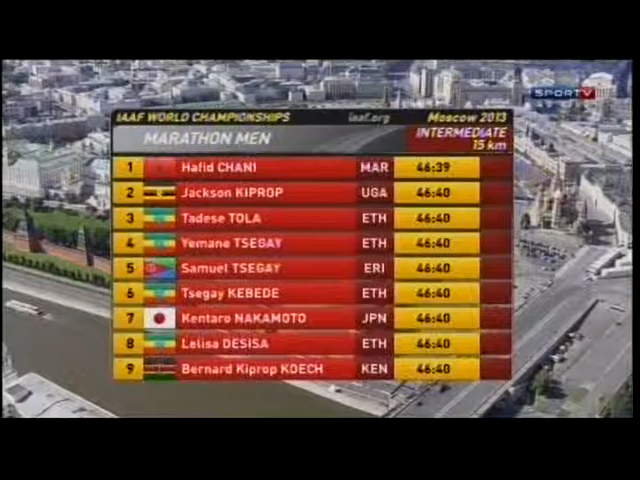 SPORTV
IAAF WORLD CHAMPIONSHIPS iaaf.org Moscow 2013
MARATHON MEN INTERMEDIATE
15 km
1 Hafid CHANI MAR 46:39
2 Jackson KIPROP UGA 46:40
3 Tadese TOLA ETH 46:40
4 Yemane TSEGAY ETH 46:40
5 Samuel TSEGAY ERI 46:40
6 Tsegay KEBEDE ETH 46:40
7 Kentaro NAKAMOTO JPN 46:40
8 Lelisa DESISA ETH 46:40
9 Bernard Kiprop KOECH KEN 46:40